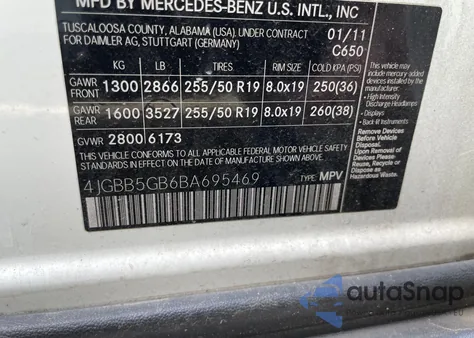 MFD BY MERCEDES-BENZ U.S. INTL., INC
TUSCALOOSA COUNTY, ALABAMA (USA), UNDER CONTRACT
FOR DAIMLER AG, STUTTGART (GERMANY)
01/11
C650
KG LB TIRES RIM SIZE COLD KPA (PSI)
GAWR FRONT 1300 2866 255/50 R19 8.0x19 250(36)
GAWR REAR 1600 3527 255/50 R19 8.0x19 260(38)
GVWR 2800 6173
THIS VEHICLE CONFORMS TO ALL APPLICABLE
U.S. FEDERAL MOTOR VEHICLE SAFETY
STANDARDS IN EFFECT ON THE DATE OF
MANUFACTURE SHOWN ABOVE.
4JGBB5GB6BA695469
TYPE: MPV
This vehicle may
include mercury-added
devices installed by
the manufacturer:
- High Intensity
Discharge Headlamps
- Displays
- Back-lit Instruments
Remove Devices Before
Vehicle Disposal.
Upon Removal of Devices
Please Reuse, Recycle
or Dispose as
Hazardous Waste.
autoSnap